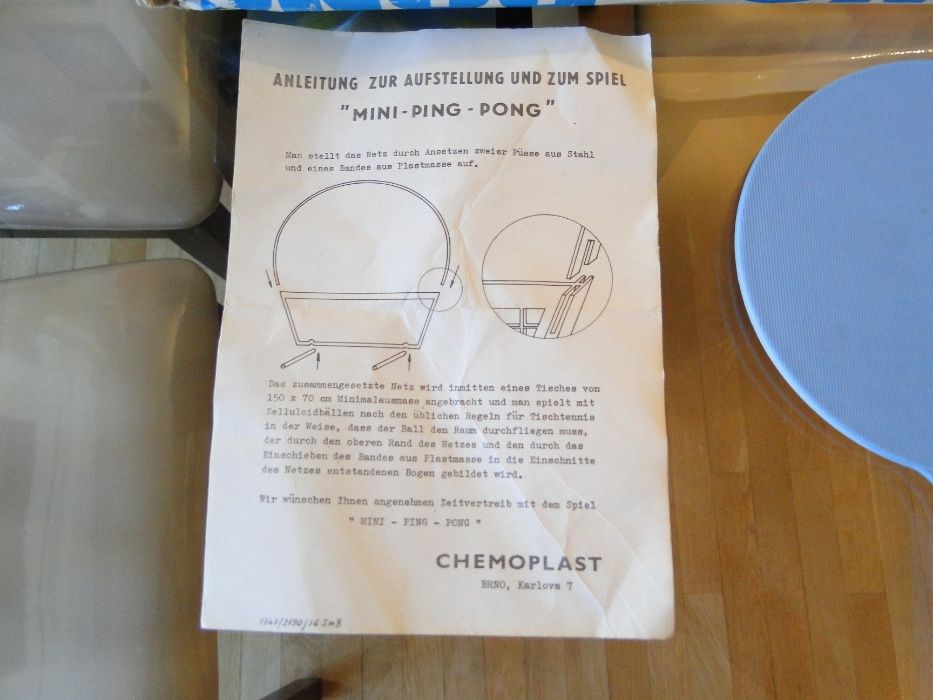 ANLEITUNG ZUR AUFSTELLUNG UND ZUM SPIEL
"MINI-PING-PONG"
Man stellt das Netz durch Ansetzen zweier Füsse aus Stahl
und eines Bandes aus Plastmasse auf.
Das zusammengesetzte Netz wird inmitten eines Tisches von
150 x 70 cm Minimalausmass angebracht und man spielt mit
Zelluloidbällen nach den üblichen Regeln für Tischtennis
in der Weise, dass der Ball den Raum durchfliegen muss,
der durch den oberen Rand des Netzes und den durch das
Einschieben des Bandes aus Plastmasse in die Einschnitte
des Netzes entstandenen Bogen gebildet wird.
Wir wünschen Ihnen angenehmen Zeitvertreib mit dem Spiel
" MINI - PING - PONG "
CHEMOPLAST
BRNO, Karlova 7